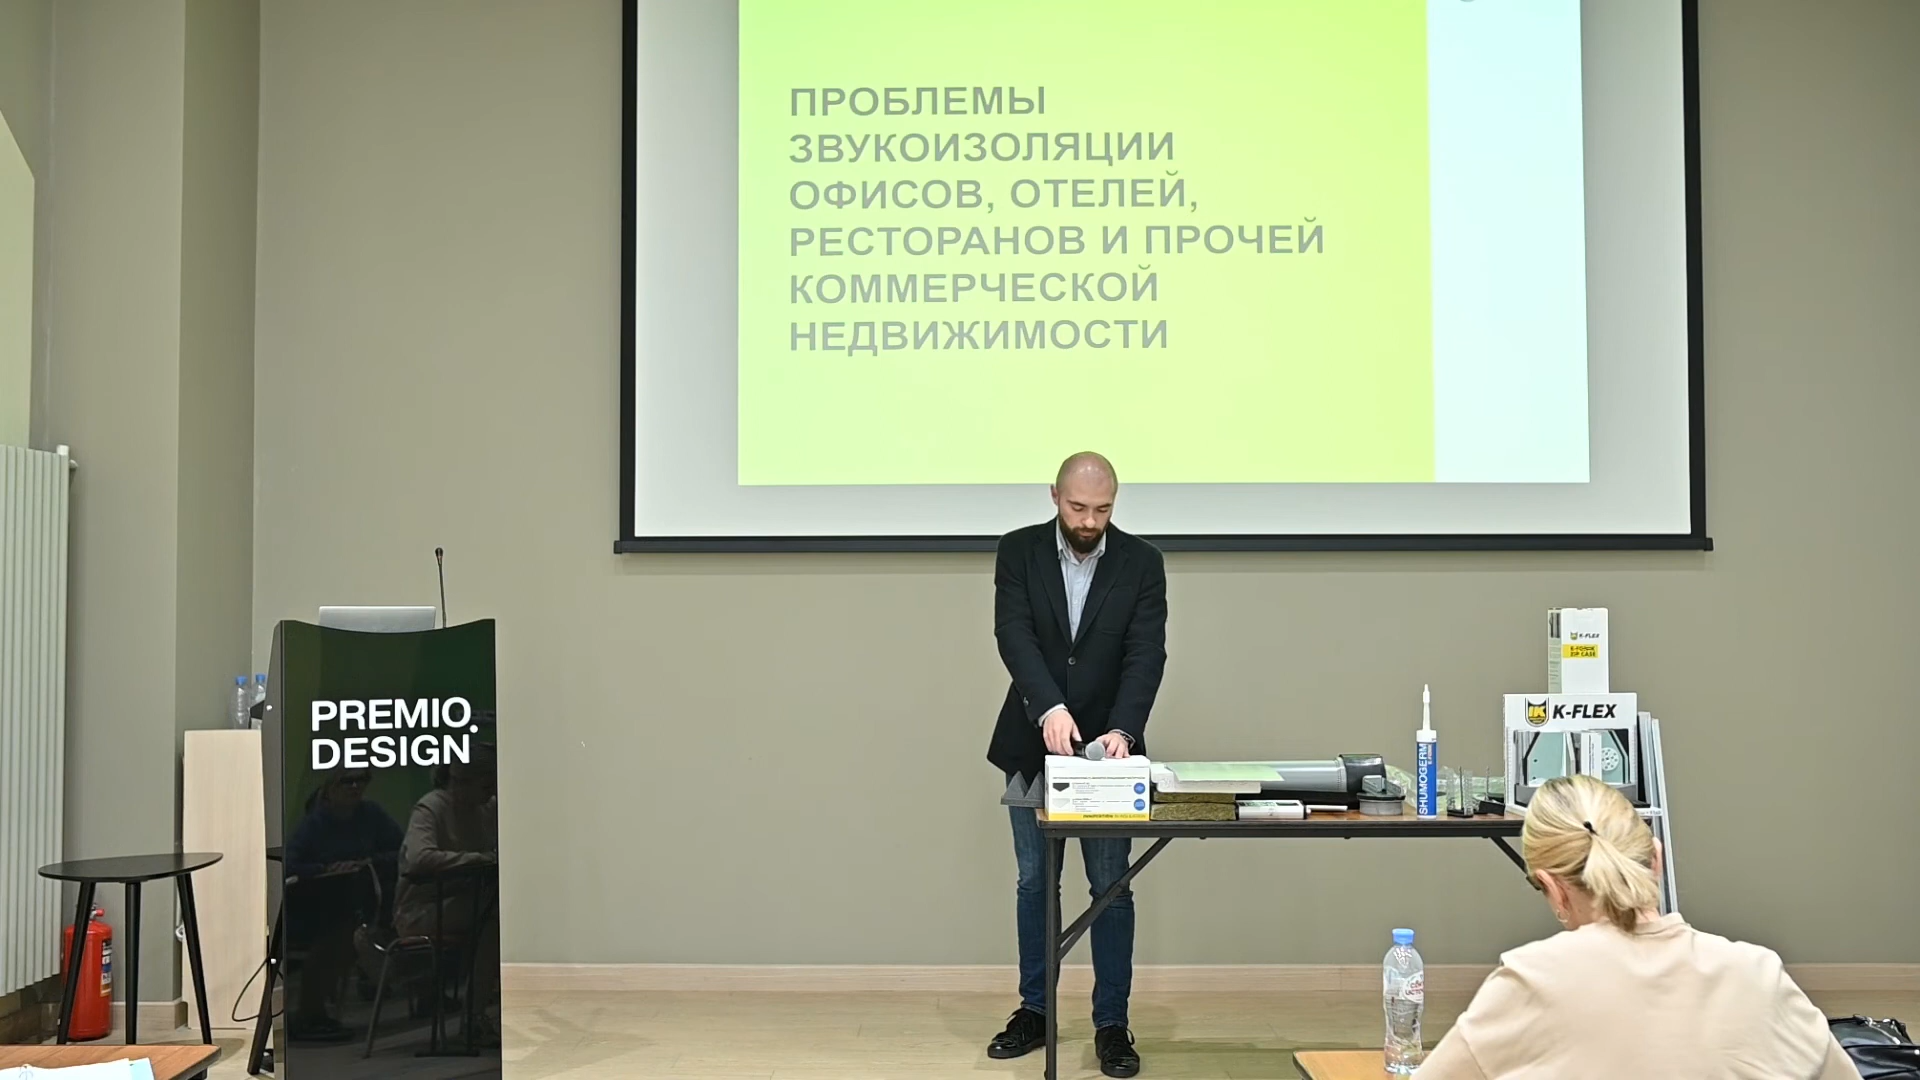 ПРОБЛЕМЫ
ЗВУКОИЗОЛЯЦИИ
ОФИСОВ, ОТЕЛЕЙ,
РЕСТОРАНОВ И ПРОЧЕЙ
КОММЕРЧЕСКОЙ
НЕДВИЖИМОСТИ
PREMIO.
DESIGN
K-FLEX
K-FLEX
SHUMOGERM